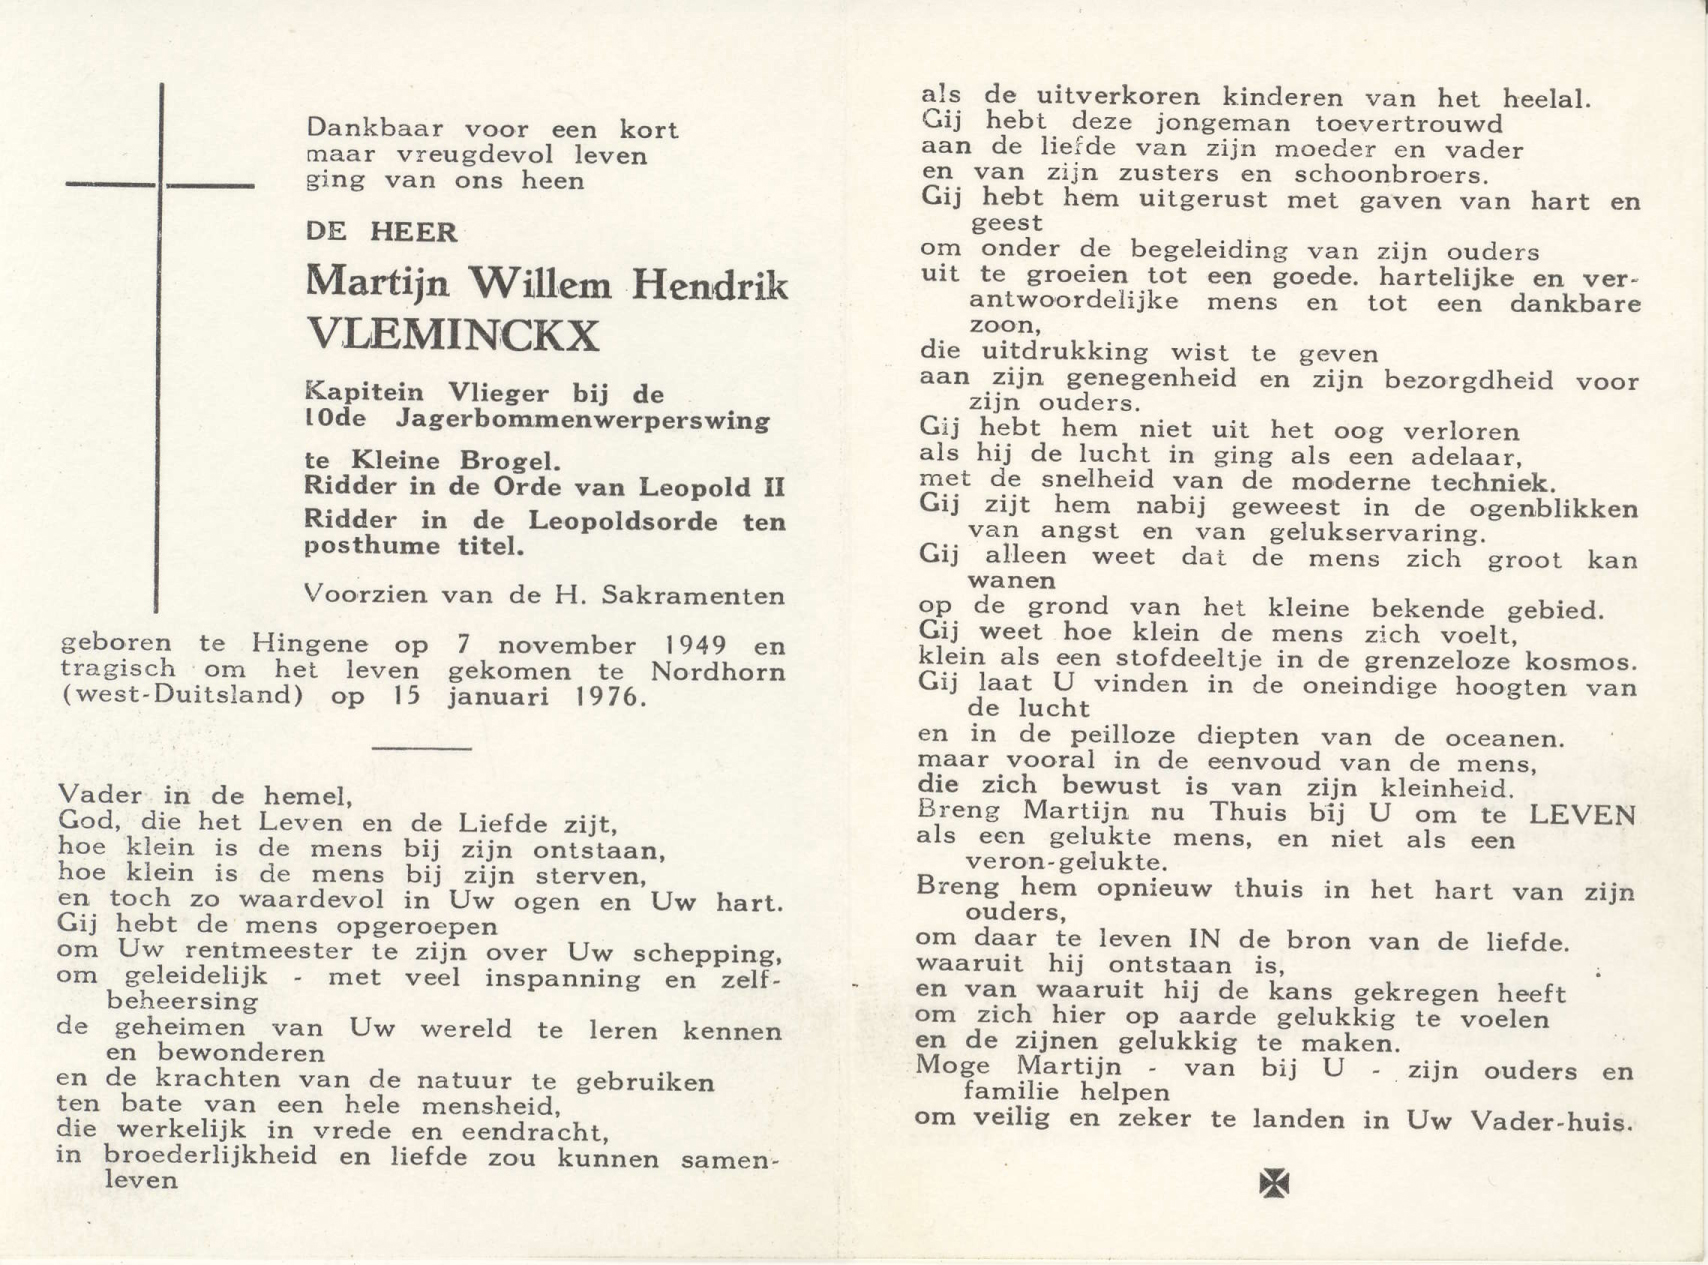 Dankbaar voor een kort
maar vreugdevol leven
ging van ons heen
DE HEER
Martijn Willem Hendrik
VLEMINCKX
Kapitein Vlieger bij de
10de Jagerbommenwerperswing
te Kleine Brogel.
Ridder in de Orde van Leopold II
Ridder in de Leopoldsorde ten
posthume titel.
Voorzien van de H. Sakramenten
geboren te Hingene op 7 november 1949 en
tragisch om het leven gekomen te Nordhorn
(west-Duitsland) op 15 januari 1976.
Vader in de hemel,
God, die het Leven en de Liefde zijt,
hoe klein is de mens bij zijn ontstaan,
hoe klein is de mens bij zijn sterven,
en toch zo waardevol in Uw ogen en Uw hart.
Gij hebt de mens opgeroepen
om Uw rentmeester te zijn over Uw schepping,
om geleidelijk - met veel inspanning en zelf-
beheersing
de geheimen van Uw wereld te leren kennen
en bewonderen
en de krachten van de natuur te gebruiken
ten bate van een hele mensheid,
die werkelijk in vrede en eendracht,
in broederlijkheid en liefde zou kunnen samen-
leven
als de uitverkoren kinderen van het heelal.
Gij hebt deze jongeman toevertrouwd
aan de liefde van zijn moeder en vader
en van zijn zusters en schoonbroers.
Gij hebt hem uitgerust met gaven van hart en
geest
om onder de begeleiding van zijn ouders
uit te groeien tot een goede. hartelijke en ver-
antwoordelijke mens en tot een dankbare
zoon,
die uitdrukking wist te geven
aan zijn genegenheid en zijn bezorgdheid voor
zijn ouders.
Gij hebt hem niet uit het oog verloren
als hij de lucht in ging als een adelaar,
met de snelheid van de moderne techniek.
Gij zijt hem nabij geweest in de ogenblikken
van angst en van gelukservaring.
Gij alleen weet dat de mens zich groot kan
wanen
op de grond van het kleine bekende gebied.
Gij weet hoe klein de mens zich voelt,
klein als een stofdeeltje in de grenzeloze kosmos.
Gij laat U vinden in de oneindige hoogten van
de lucht
en in de peilloze diepten van de oceanen.
maar vooral in de eenvoud van de mens,
die zich bewust is van zijn kleinheid.
Breng Martijn nu Thuis bij U om te LEVEN
als een gelukte mens, en niet als een
veron-gelukte.
Breng hem opnieuw thuis in het hart van zijn
ouders,
om daar te leven IN de bron van de liefde.
waaruit hij ontstaan is,
en van waaruit hij de kans gekregen heeft
om zich hier op aarde gelukkig te voelen
en de zijnen gelukkig te maken.
Moge Martijn - van bij U - zijn ouders en
familie helpen
om veilig en zeker te landen in Uw Vader-huis.